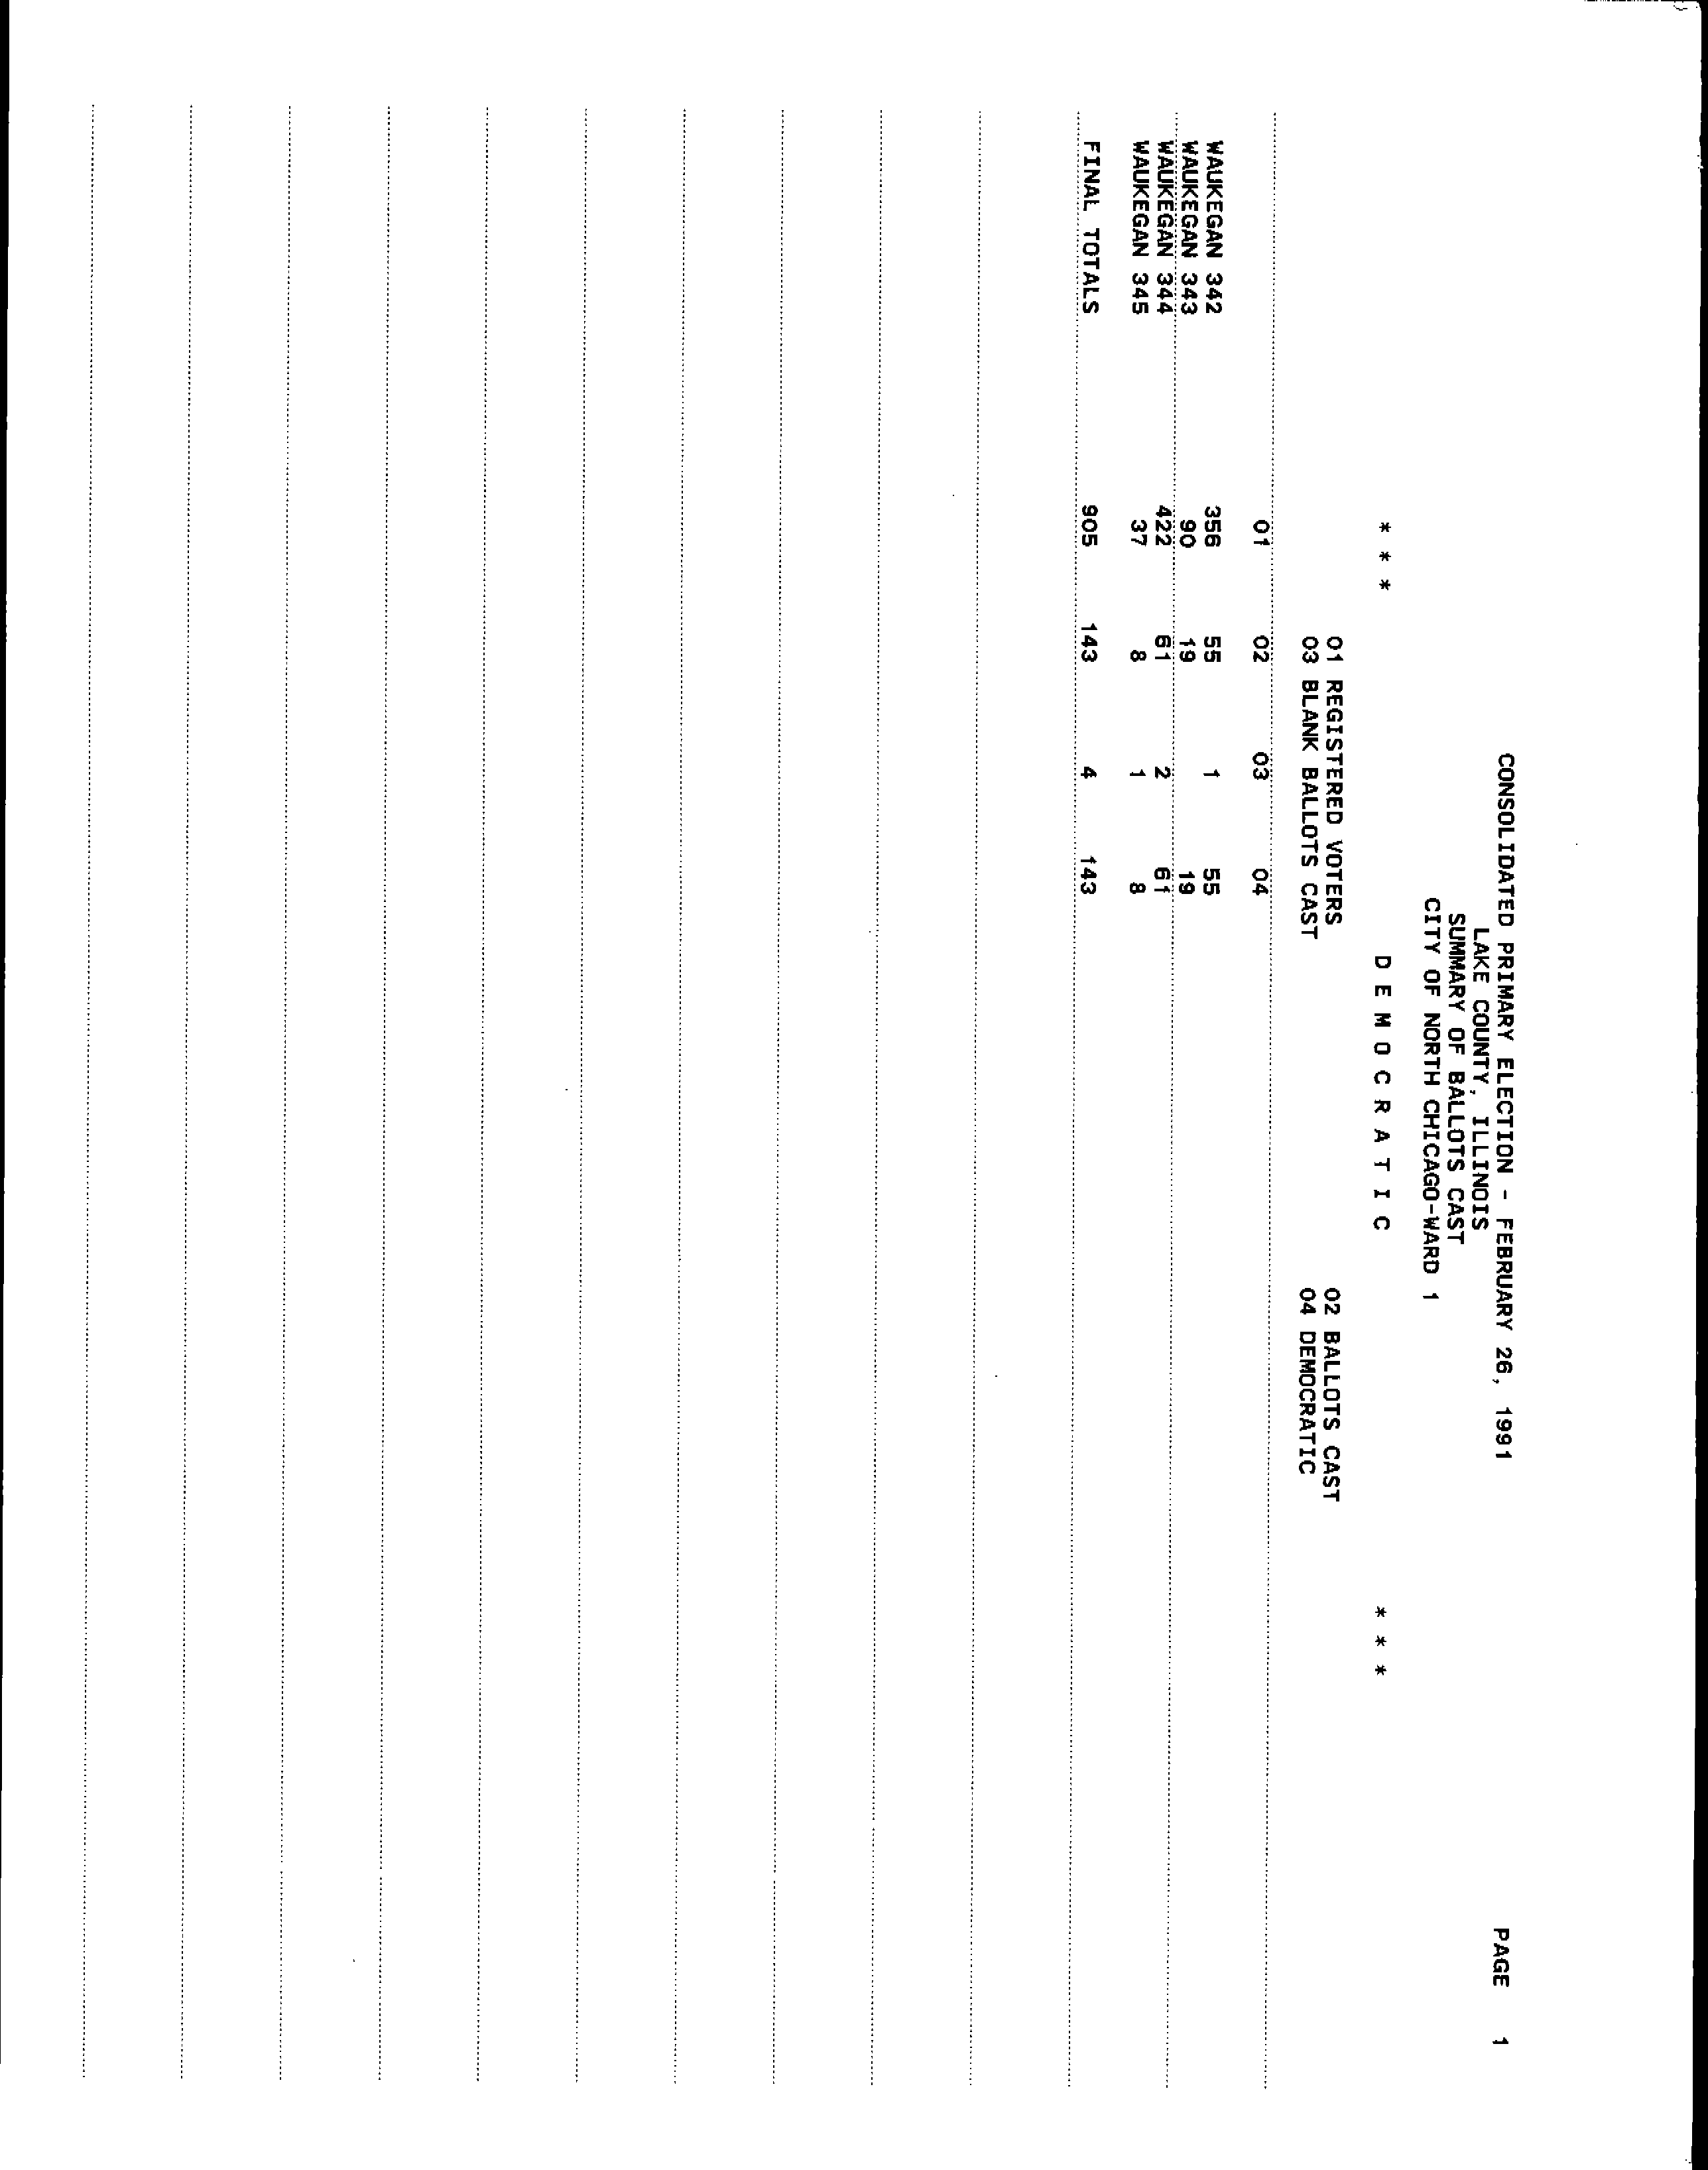 CONSOLIDATED PRIMARY ELECTION - FEBRUARY 26, 1991 PAGE 1
LAKE COUNTY, ILLINOIS
SUMMARY OF BALLOTS CAST
CITY OF NORTH CHICAGO-WARD 1
* * * D E M O C R A T I C * * *
01 REGISTERED VOTERS 02 BALLOTS CAST
03 BLANK BALLOTS CAST 04 DEMOCRATIC
01 02 03 04
WAUKEGAN 342 356 55 1 55
WAUKEGAN 343 90 19 19
WAUKEGAN 344 422 61 2 61
WAUKEGAN 345 37 8 1 8
FINAL TOTALS 905 143 4 143